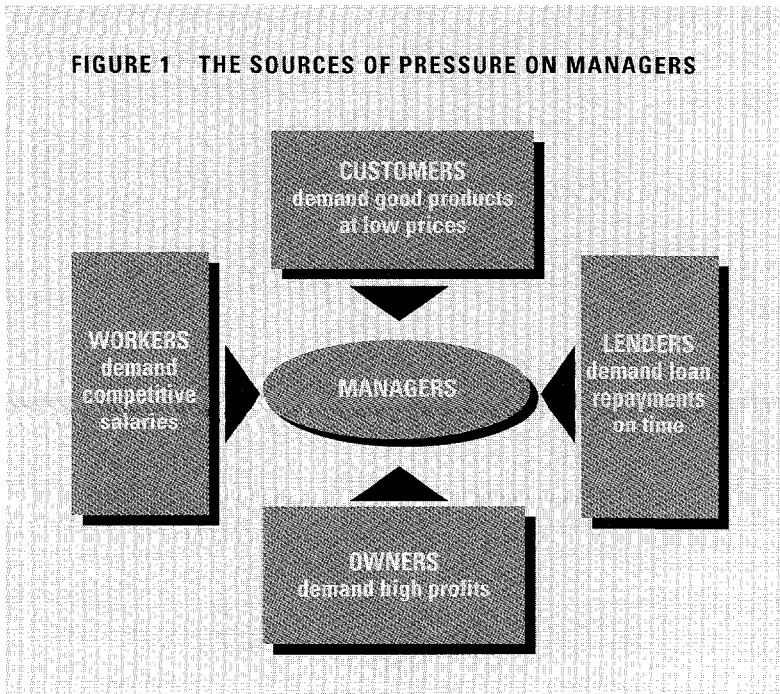 FIGURE 1 THE SOURCES OF PRESSURE ON MANAGERS
CUSTOMERS
demand good products
at low prices
WORKERS
demand
competitive
salaries
MANAGERS
LENDERS
demand loan
repayments
on time
OWNERS
demand high profits